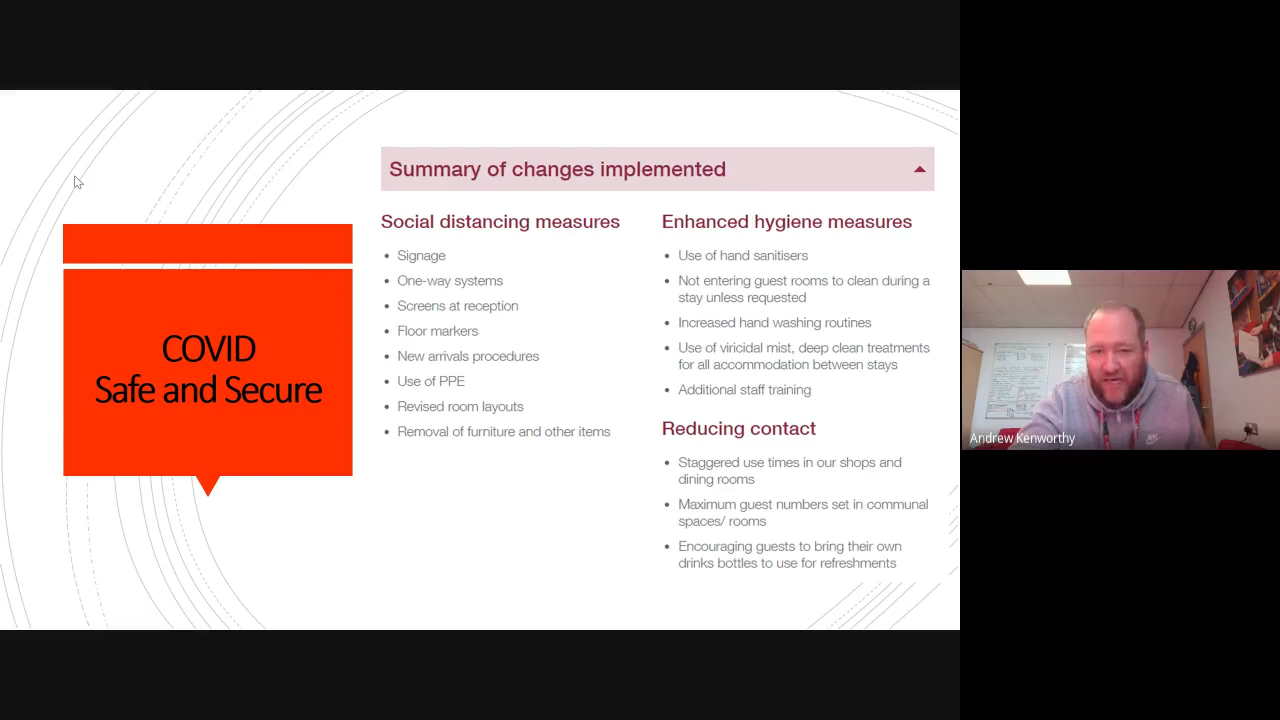 COVID
Safe and Secure
Summary of changes implemented
Social distancing measures
Signage
One-way systems
Screens at reception
Floor markers
New arrivals procedures
Use of PPE
Revised room layouts
Removal of furniture and other items
Enhanced hygiene measures
Use of hand sanitisers
Not entering guest rooms to clean during a
stay unless requested
Increased hand washing routines
Use of viricidal mist, deep clean treatments
for all accommodation between stays
Additional staff training
Reducing contact
Staggered use times in our shops and
dining rooms
Maximum guest numbers set in communal
spaces/ rooms
Encouraging guests to bring their own
drinks bottles to use for refreshments
Andrew Kenworthy